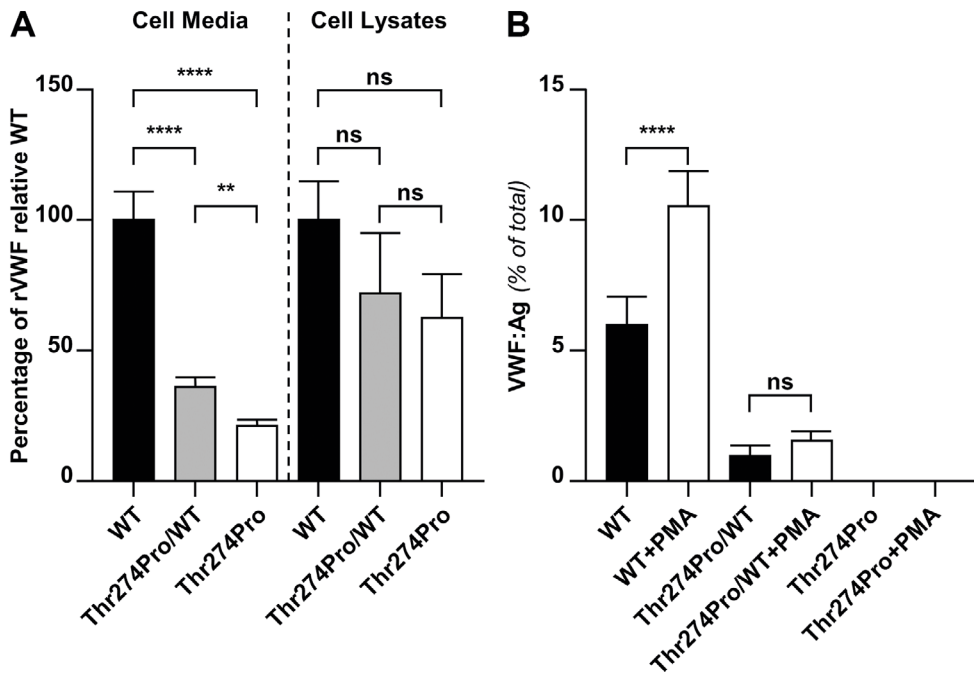 A
Cell Media
Cell Lysates
Percentage of rVWF relative WT
150
100
50
0
****
****
**
ns
ns
ns
WT
Thr274Pro/WT
Thr274Pro
WT
Thr274Pro/WT
Thr274Pro
B
VWF:Ag (% of total)
15
10
5
0
****
ns
WT
WT+PMA
Thr274Pro/WT
Thr274Pro/WT+PMA
Thr274Pro
Thr274Pro+PMA